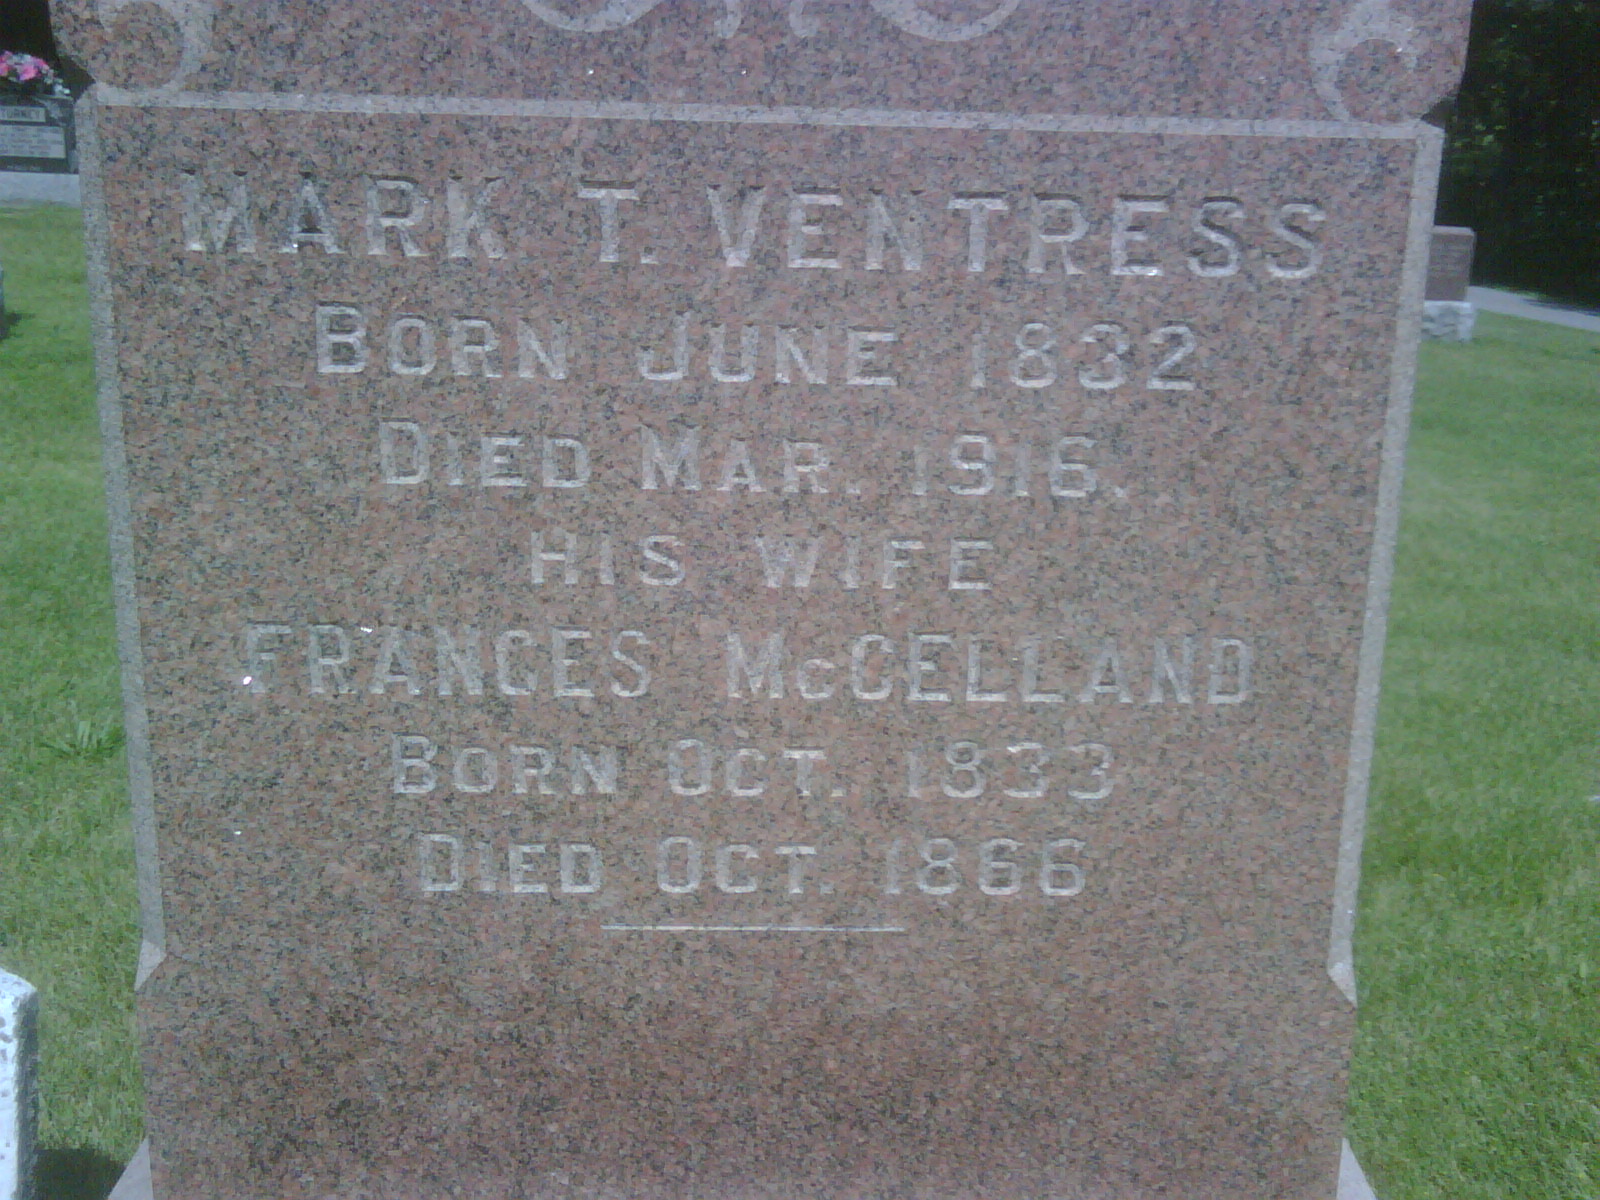 MARK T. VENTRESS
BORN JUNE 1832
DIED MAR. 1916.
HIS WIFE
FRANCES McCELLAND
BORN OCT. 1833
DIED OCT. 1866